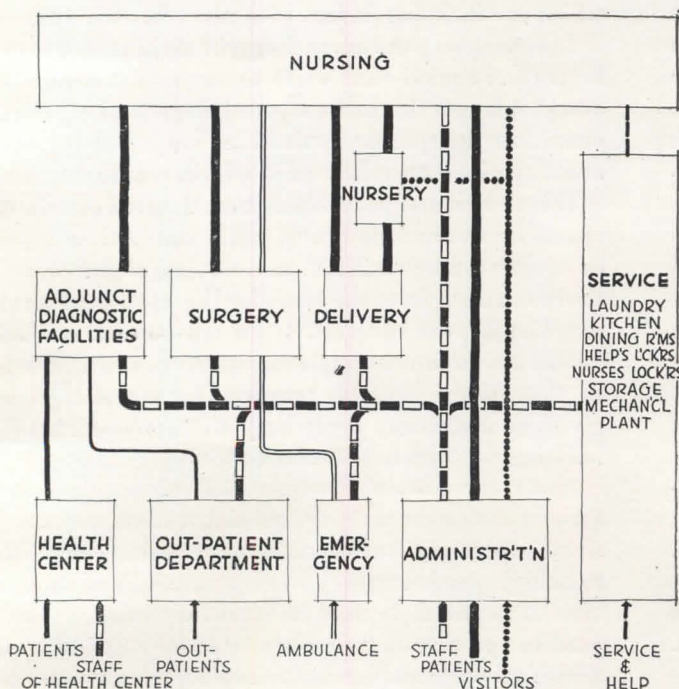 NURSING
NURSERY
ADJUNCT
DIAGNOSTIC
FACILITIES
SURGERY
DELIVERY
SERVICE
LAUNDRY
KITCHEN
DINING R'MS
HELP'S L'CK'RS
NURSES LOCK'RS
STORAGE
MECHAN'C'L
PLANT
HEALTH
CENTER
OUT-PATIENT
DEPARTMENT
EMER-
GENCY
ADMINISTR'T'N
PATIENTS
STAFF
OF HEALTH CENTER
OUT-
PATIENTS
AMBULANCE
STAFF
PATIENTS
VISITORS
SERVICE
&
HELP